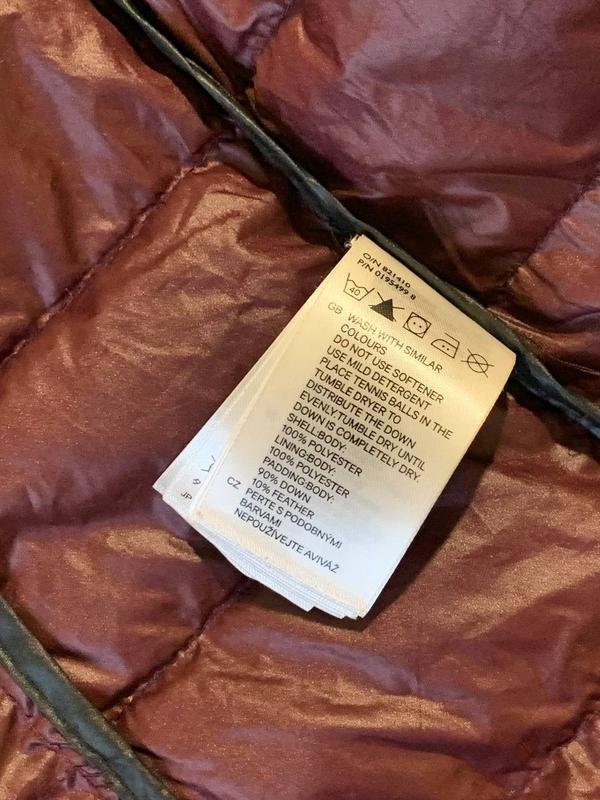 O/N 821410
P/N 0195499 8
40
GB WASH WITH SIMILAR
COLOURS
DO NOT USE SOFTENER
USE MILD DETERGENT
PLACE TENNIS BALLS IN THE
TUMBLE DRYER TO
DISTRIBUTE THE DOWN
EVENLY.TUMBLE DRY UNTIL
DOWN IS COMPLETELY DRY.
SHELL:BODY:
100% POLYESTER
LINING:BODY:
100% POLYESTER
PADDING:BODY:
90% DOWN
10% FEATHER
CZ PERTE S PODOBNÝMI
BARVAMI
NEPOUŽÍVEJTE AVIVÁŽ
JP